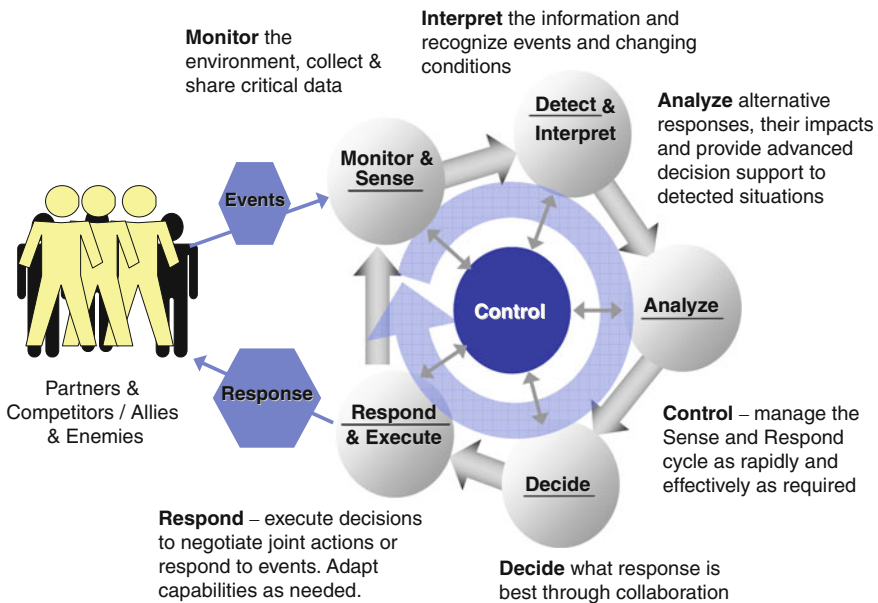 Monitor the
environment, collect &
share critical data
Interpret the information and
recognize events and changing
conditions
Detect &
Interpret
Analyze alternative
responses, their impacts
and provide advanced
decision support to
detected situations
Monitor &
Sense
Events
Control
Analyze
Partners &
Competitors / Allies
& Enemies
Response
Respond
& Execute
Decide
Control – manage the
Sense and Respond
cycle as rapidly and
effectively as required
Respond – execute decisions
to negotiate joint actions or
respond to events. Adapt
capabilities as needed.
Decide what response is
best through collaboration